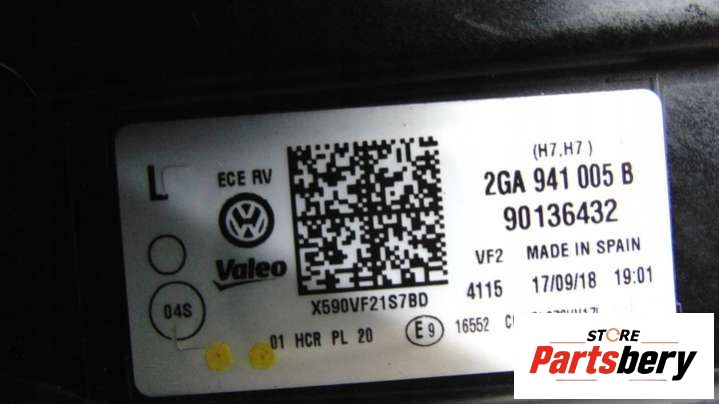 L
ECE RV
(H7,H7)
2GA 941 005 B
90136432
Valeo
VF2 MADE IN SPAIN
4115 17/09/18 19:01
X590VF21S7BD
04S
01 HCR PL 20 E9 16552
STORE
Partsbery